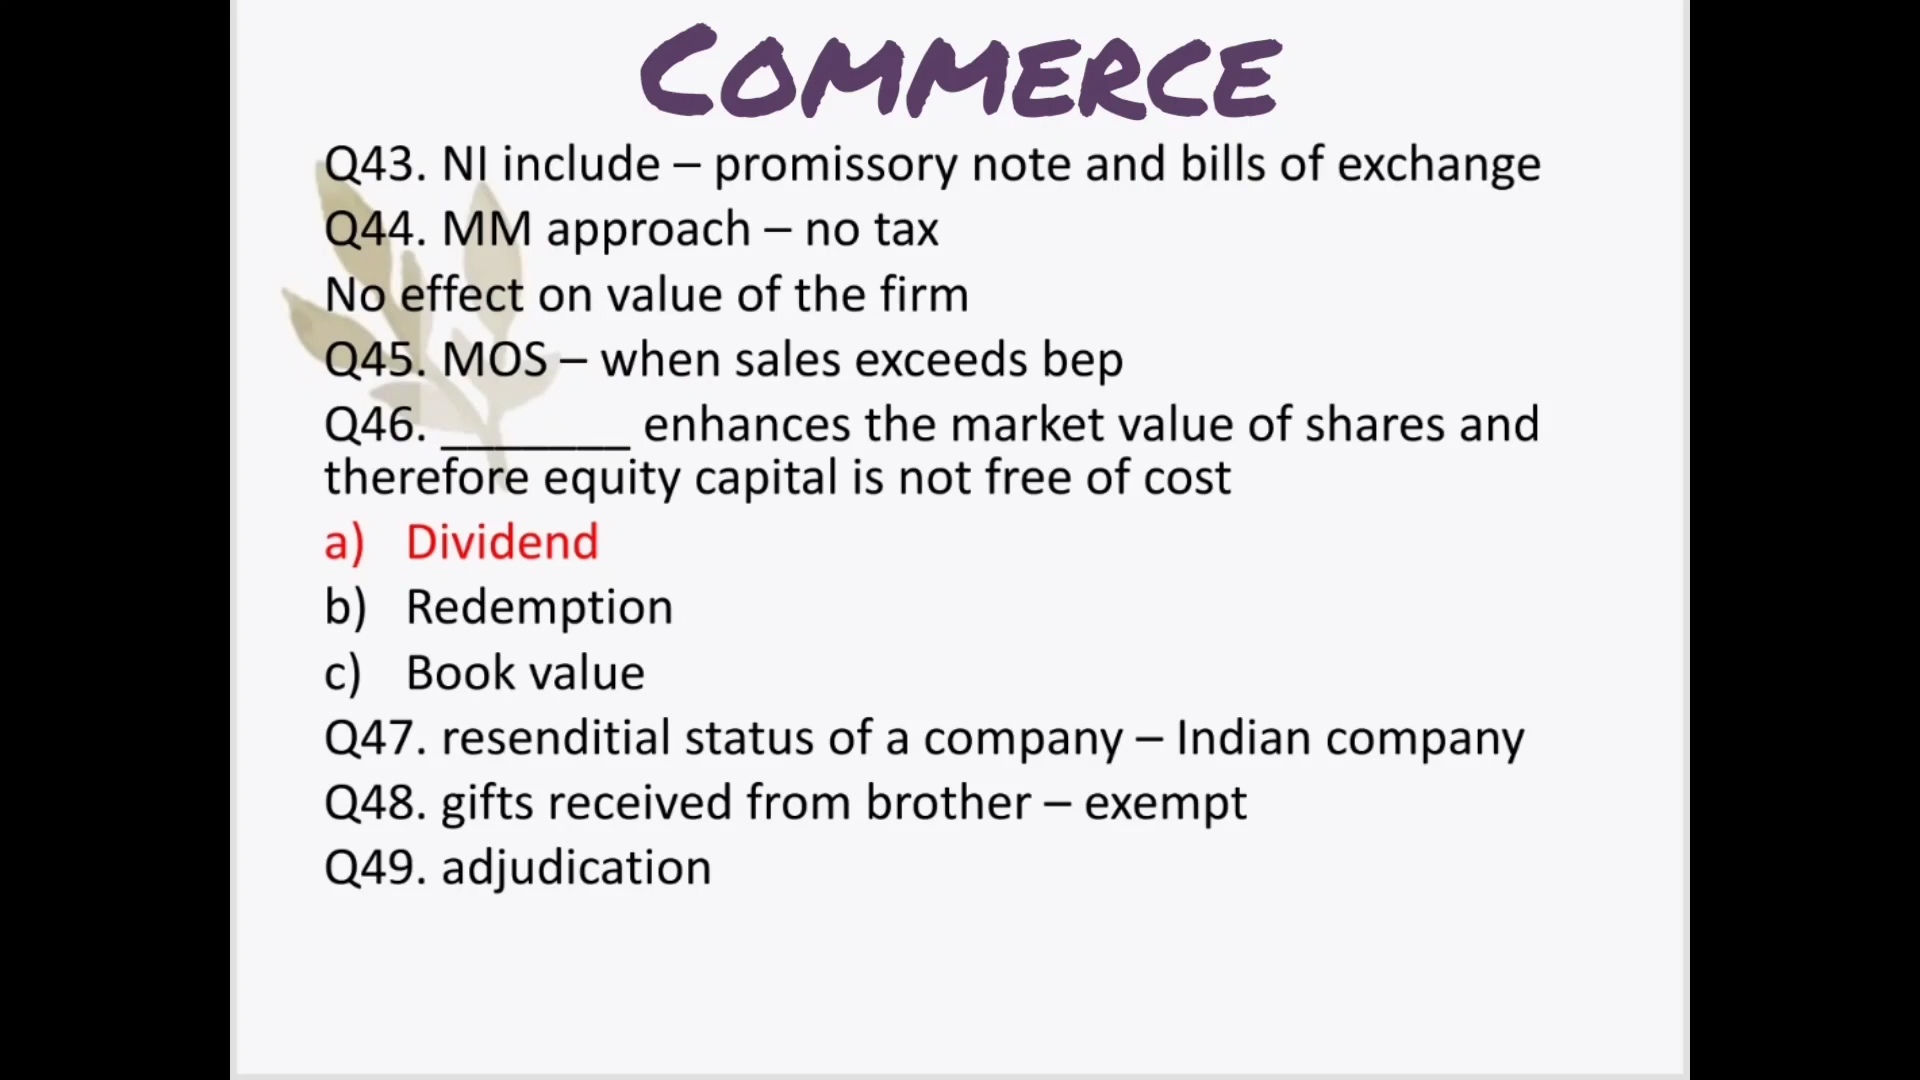 COMMERCE
Q43. NI include – promissory note and bills of exchange
Q44. MM approach – no tax
No effect on value of the firm
Q45. MOS – when sales exceeds bep
Q46. _______ enhances the market value of shares and
therefore equity capital is not free of cost
a) Dividend
b) Redemption
c) Book value
Q47. resenditial status of a company – Indian company
Q48. gifts received from brother – exempt
Q49. adjudication